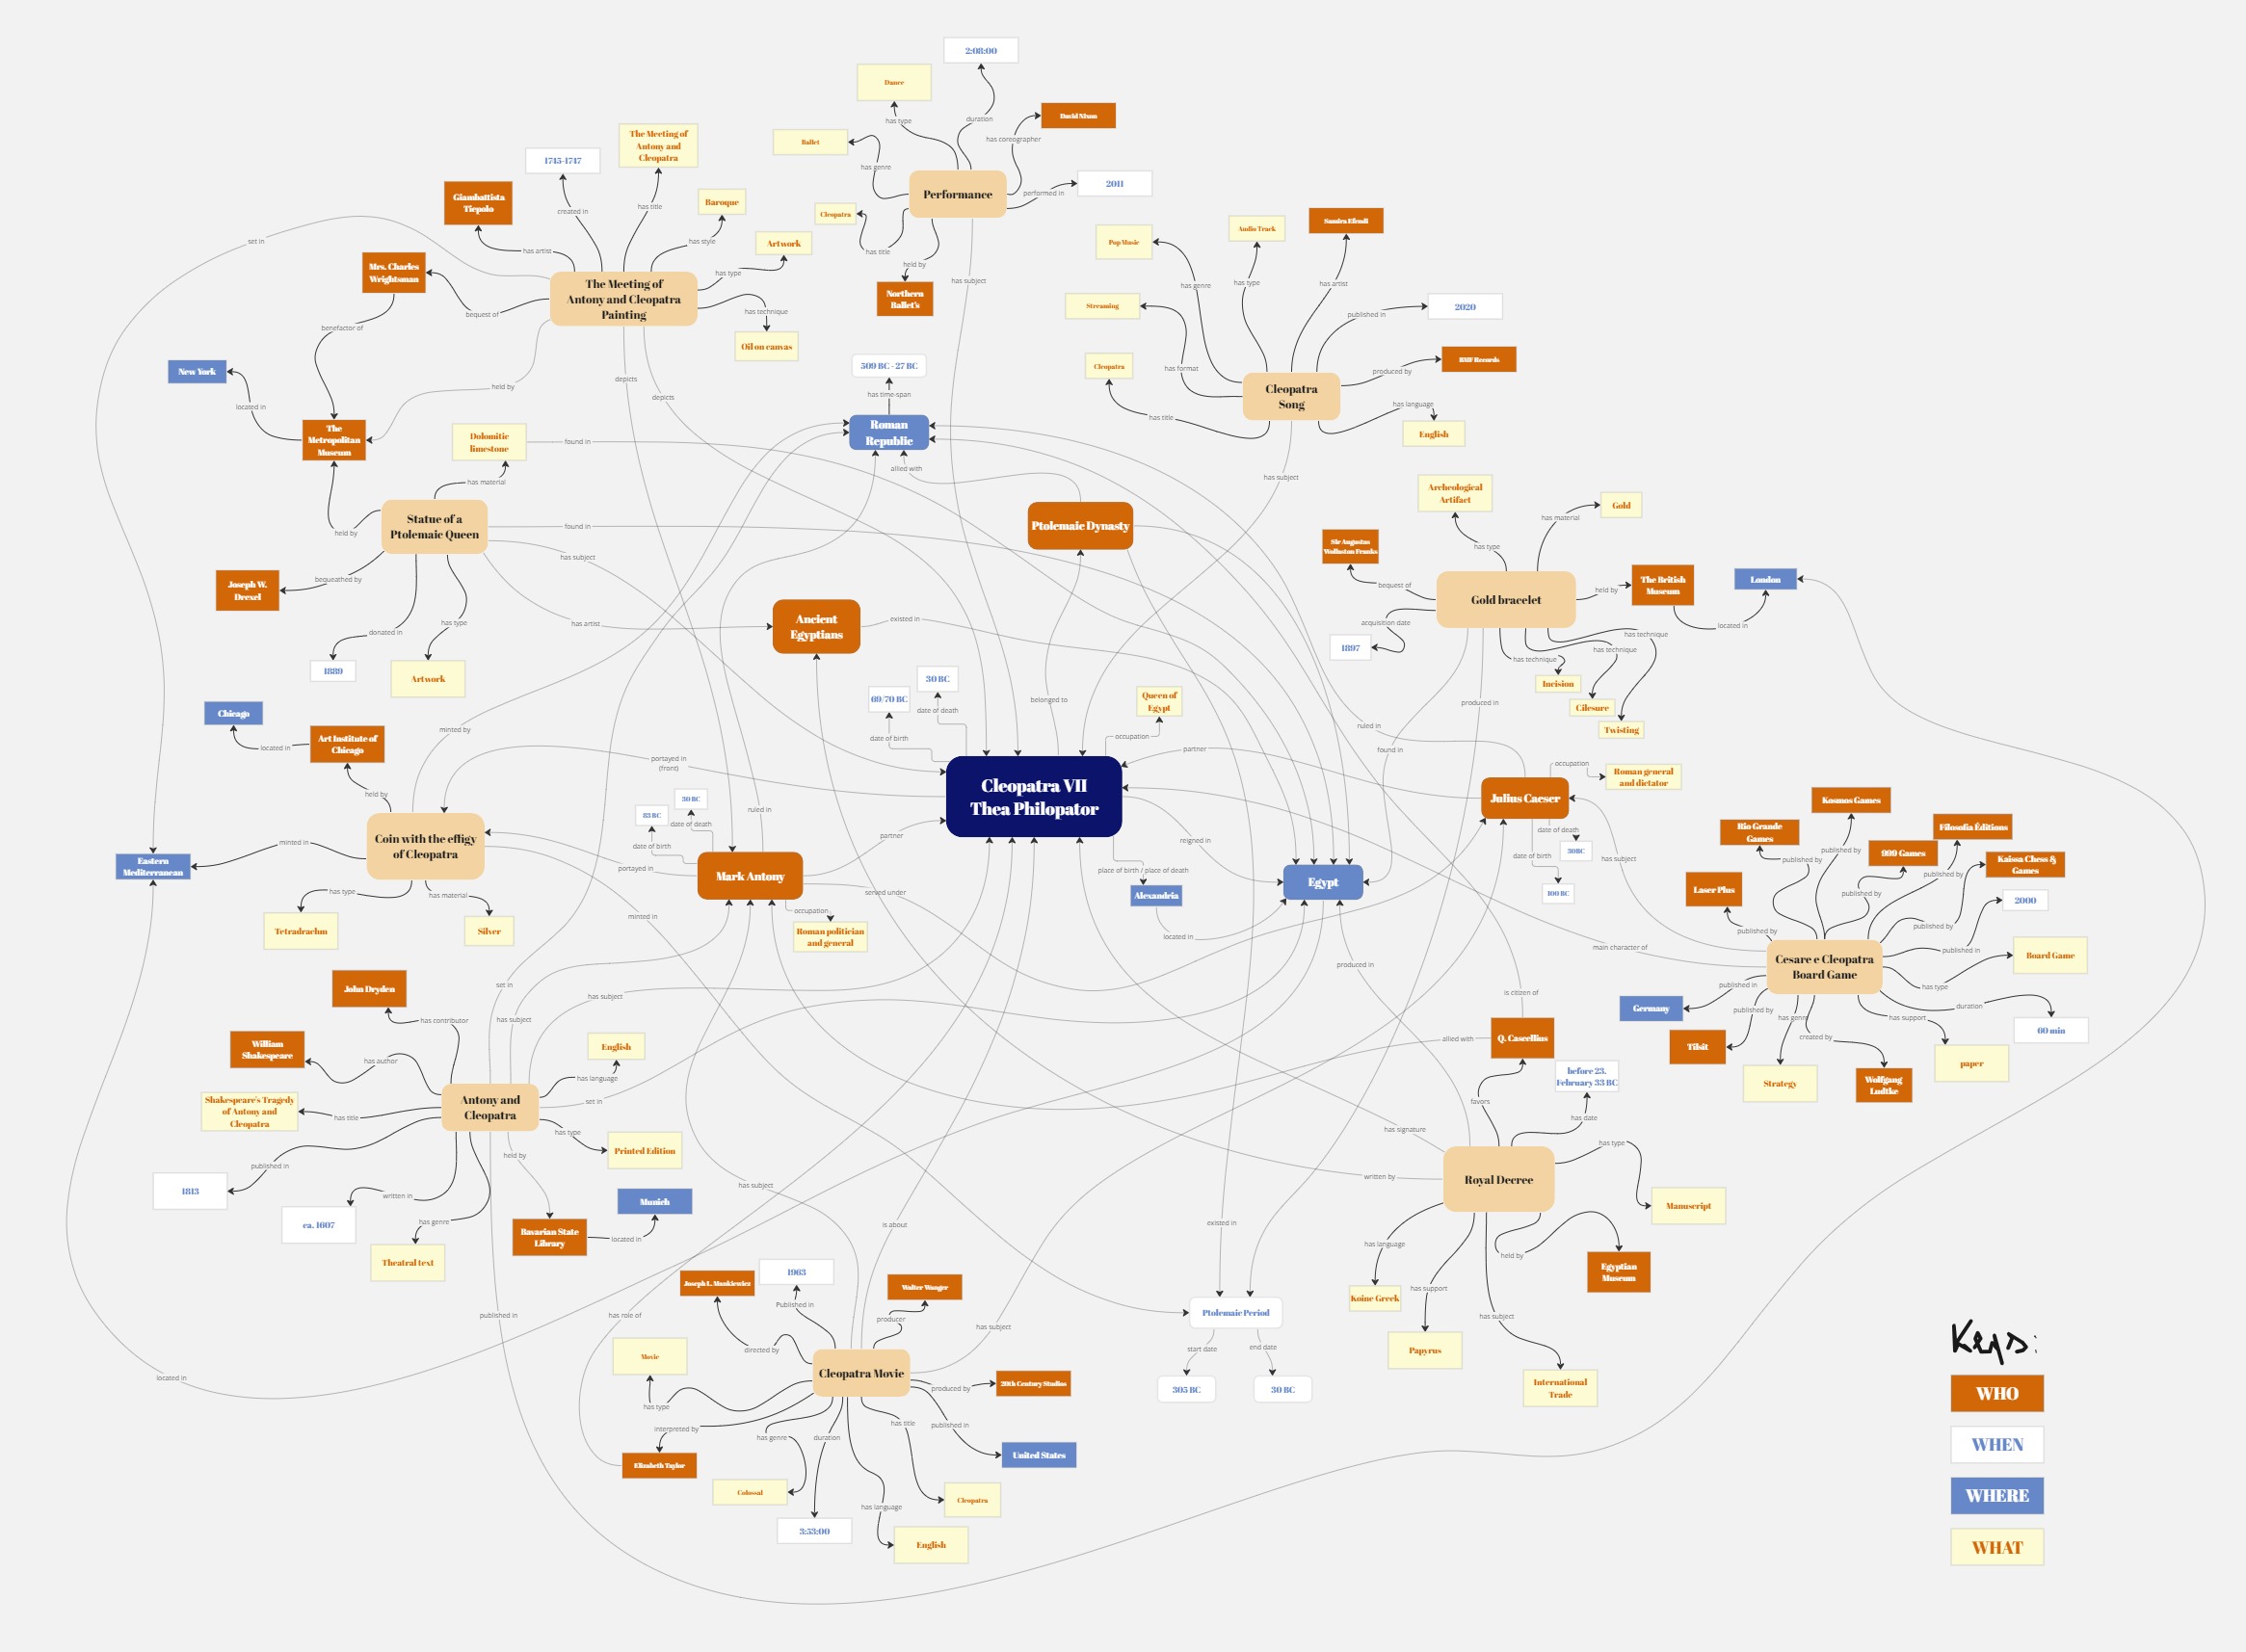 2:08:00
Dance
has type
duration
David Nixon
has coreographer
Ballet
has genre
Performance
performed in
2011
Cleopatra
has title
held by
Northern
Ballet's
has subject
The Meeting of
Antony and
Cleopatra
1745-1747
Giambattista
Tiepolo
created in
has title
Baroque
has style
Artwork
has type
has artist
set in
Mrs. Charles
Wrightsman
bequest of
The Meeting of
Antony and Cleopatra
Painting
has technique
Oil on canvas
benefactor of
held by
depicts
depicts
New York
located in
The
Metropolitan
Museum
509 BC - 27 BC
has time-span
Roman
Republic
allied with
Pop Music
Audio Track
Sandra Efendi
has genre
has type
has artist
Streaming
has format
published in
2020
Cleopatra
has title
Cleopatra
Song
produced by
BMF Records
has language
English
has subject
Dolomitic
limestone
found in
has material
Statue of a
Ptolemaic Queen
held by
found in
has subject
bequeathed by
Joseph W.
Drexel
has type
has artist
donated in
1889
Artwork
Ptolemaic Dynasty
Ancient
Egyptians
existed in
belonged to
Archeological
Artifact
has material
Gold
Sir Augustus
Wollaston Franks
has type
bequest of
Gold bracelet
held by
The British
Museum
London
located in
acquisition date
1897
has technique
has technique
has technique
Incision
Cilesure
Twisting
produced in
found in
ruled in
Chicago
located in
Art Institute of
Chicago
held by
minted by
portayed in
(front)
69/70 BC
date of birth
30 BC
date of death
Queen of
Egypt
occupation
partner
Cleopatra VII
Thea Philopator
Julius Caeser
occupation
Roman general
and dictator
date of death
30BC
date of birth
100 BC
has subject
Coin with the effigy
of Cleopatra
minted in
Eastern
Mediterranean
has type
Tetradrachm
has material
Silver
minted in
83 BC
date of birth
30 BC
date of death
ruled in
Mark Antony
portayed in
partner
served under
occupation
Roman politician
and general
place of birth / place of death
Alexandria
located in
reigned in
Egypt
produced in
main character of
Kosmos Games
Rio Grande
Games
published by
published by
999 Games
published by
Filosofia Éditions
published by
Kaissa Chess &
Games
published by
Laser Plus
published by
2000
published in
Cesare e Cleopatra
Board Game
Board Game
has type
duration
60 min
published in
Germany
published by
Tilsit
has genre
Strategy
created by
Wolfgang
Ludtke
has support
paper
John Dryden
has contributor
set in
has subject
has subject
William
Shakespeare
has author
English
has language
Shakespeare's Tragedy
of Antony and
Cleopatra
has title
Antony and
Cleopatra
set in
has type
Printed Edition
published in
1813
written in
ca. 1607
has genre
Theatral text
held by
Bavarian State
Library
located in
Munich
published in
is citizen of
allied with
Q. Cascellius
before 23.
February 33 BC
favors
has date
has signature
written by
Royal Decree
has type
Manuscript
has language
Koine Greek
has support
Papyrus
has subject
International
Trade
held by
Egyptian
Museum
existed in
Ptolemaic Period
start date
305 BC
end date
30 BC
has subject
is about
has subject
has role of
Joseph L. Mankiewicz
1963
Published in
directed by
Walter Wanger
producer
Movie
has type
Cleopatra Movie
produced by
20th Century Studios
published in
United States
interpreted by
Elizabeth Taylor
has genre
Colossal
duration
3:53:00
has language
English
has title
Cleopatra
located in
Keys:
WHO
WHEN
WHERE
WHAT